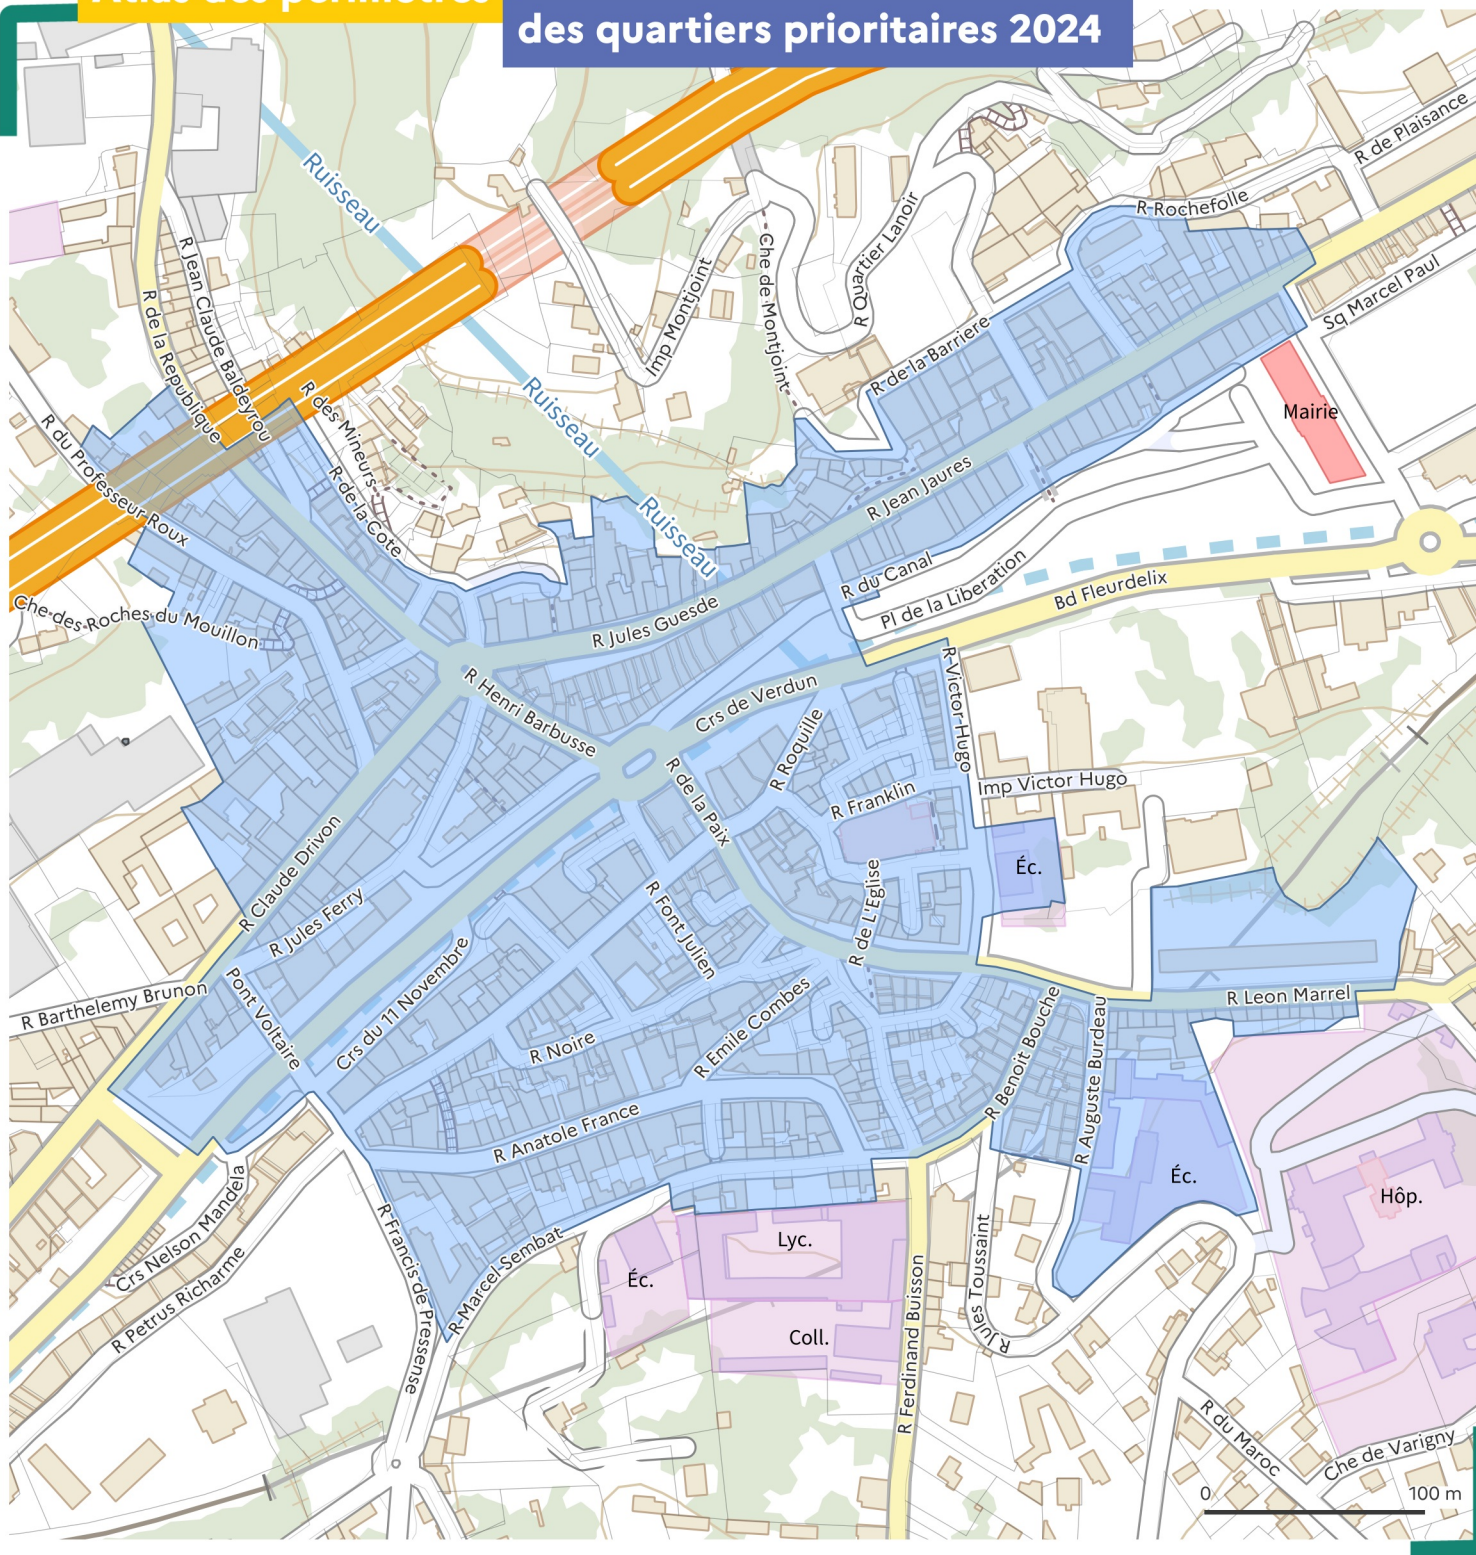 Atlas des périmètres
des quartiers prioritaires 2024
R de Plaisance
R Rochefolle
Ruisseau
R Jean Claude Baldeyrou
R de la Republique
R Quartier Lanoir
Che de Montjoint
Imp Montjoint
Sq Marcel Paul
R de la Barriere
Mairie
R des Mineurs
Ruisseau
R du Professeur Roux
R de la Cote
R Jean Jaures
Ruisseau
R du Canal
Pl de la Liberation
Bd Fleurdelix
Che des Roches du Mouillon
R Jules Guesde
R Henri Barbusse
Crs de Verdun
R Victor Hugo
R Roquille
R de la Paix
R Franklin
Imp Victor Hugo
Éc.
R Claude Drivon
R Jules Ferry
R Font Julien
R de L'Eglise
Crs du 11 Novembre
Pont Voltaire
R Barthelemy Brunon
R Leon Marrel
R Noire
R Emile Combes
R Benoit Bouche
R Auguste Burdeau
R Anatole France
Éc.
Hôp.
Crs Nelson Mandela
R Petrus Richarme
R Francis de Pressense
R Marcel Sembat
Éc.
Lyc.
Coll.
R Ferdinand Buisson
R Jules Toussaint
R du Maroc
Che de Varigny
0 100 m